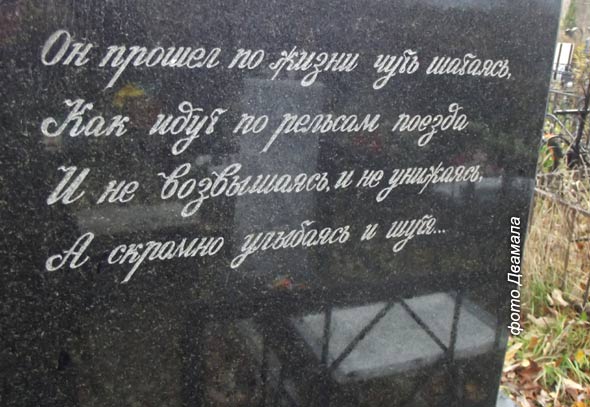 Он прошел по жизни чуть шатаясь,
Как идут по рельсам поезда
И не возвышаясь, и не унижаясь,
А скромно улыбаясь и шутя...
фото Двамала